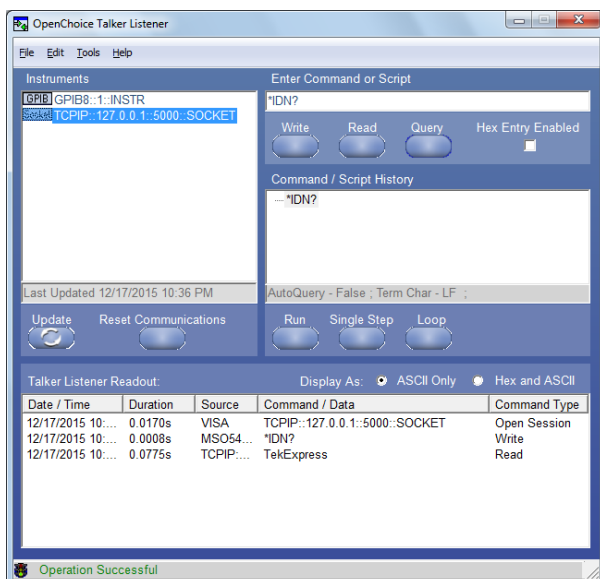 OpenChoice Talker Listener
File Edit Tools Help
Instruments
GPIB GPIB8::1::INSTR
Socket TCPIP::127.0.0.1::5000::SOCKET
Last Updated 12/17/2015 10:36 PM
Update Reset Communications
Enter Command or Script
*IDN?
Write Read Query Hex Entry Enabled
Command / Script History
*IDN?
AutoQuery - False ; Term Char - LF ;
Run Single Step Loop
Talker Listener Readout: Display As: ASCII Only Hex and ASCII
Date / Time Duration Source Command / Data Command Type
12/17/2015 10:... 0.0170s VISA TCPIP::127.0.0.1::5000::SOCKET Open Session
12/17/2015 10:... 0.0008s MSO54... *IDN? Write
12/17/2015 10:... 0.0775s TCPIP:... TekExpress Read
Operation Successful